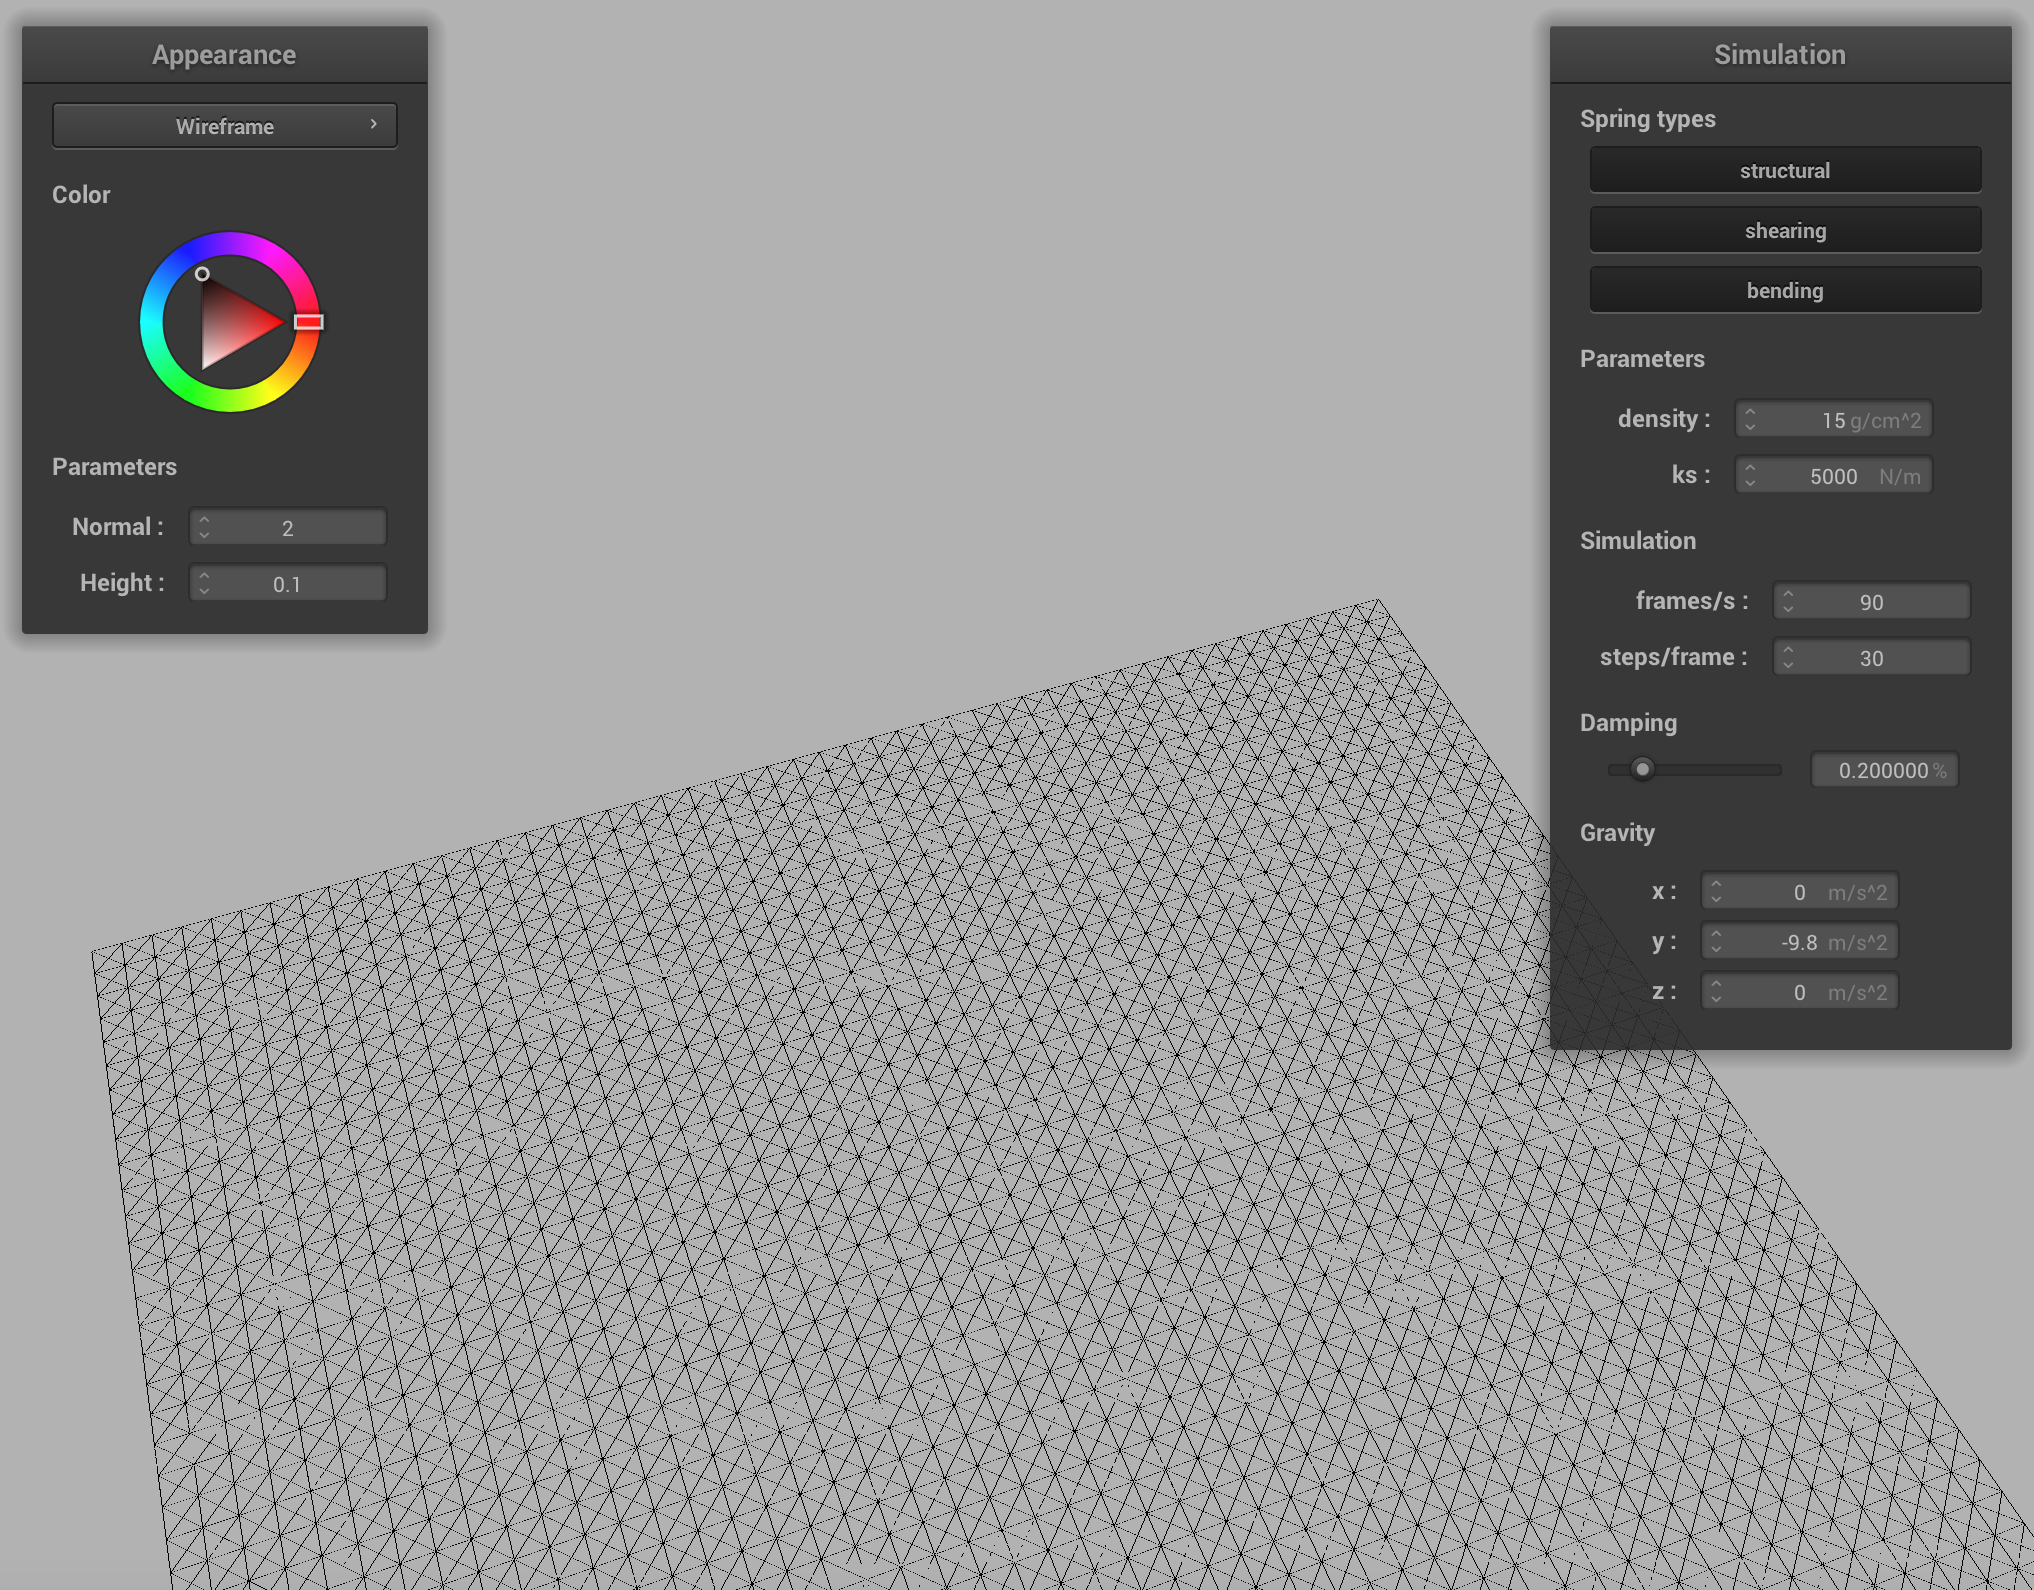 Appearance
Wireframe
Color
Parameters
Normal : 2
Height : 0.1
Simulation
Spring types
structural
shearing
bending
Parameters
density : 15 g/cm^2
ks : 5000 N/m
Simulation
frames/s : 90
steps/frame : 30
Damping
0.200000 %
Gravity
x : 0 m/s^2
y : -9.8 m/s^2
z : 0 m/s^2